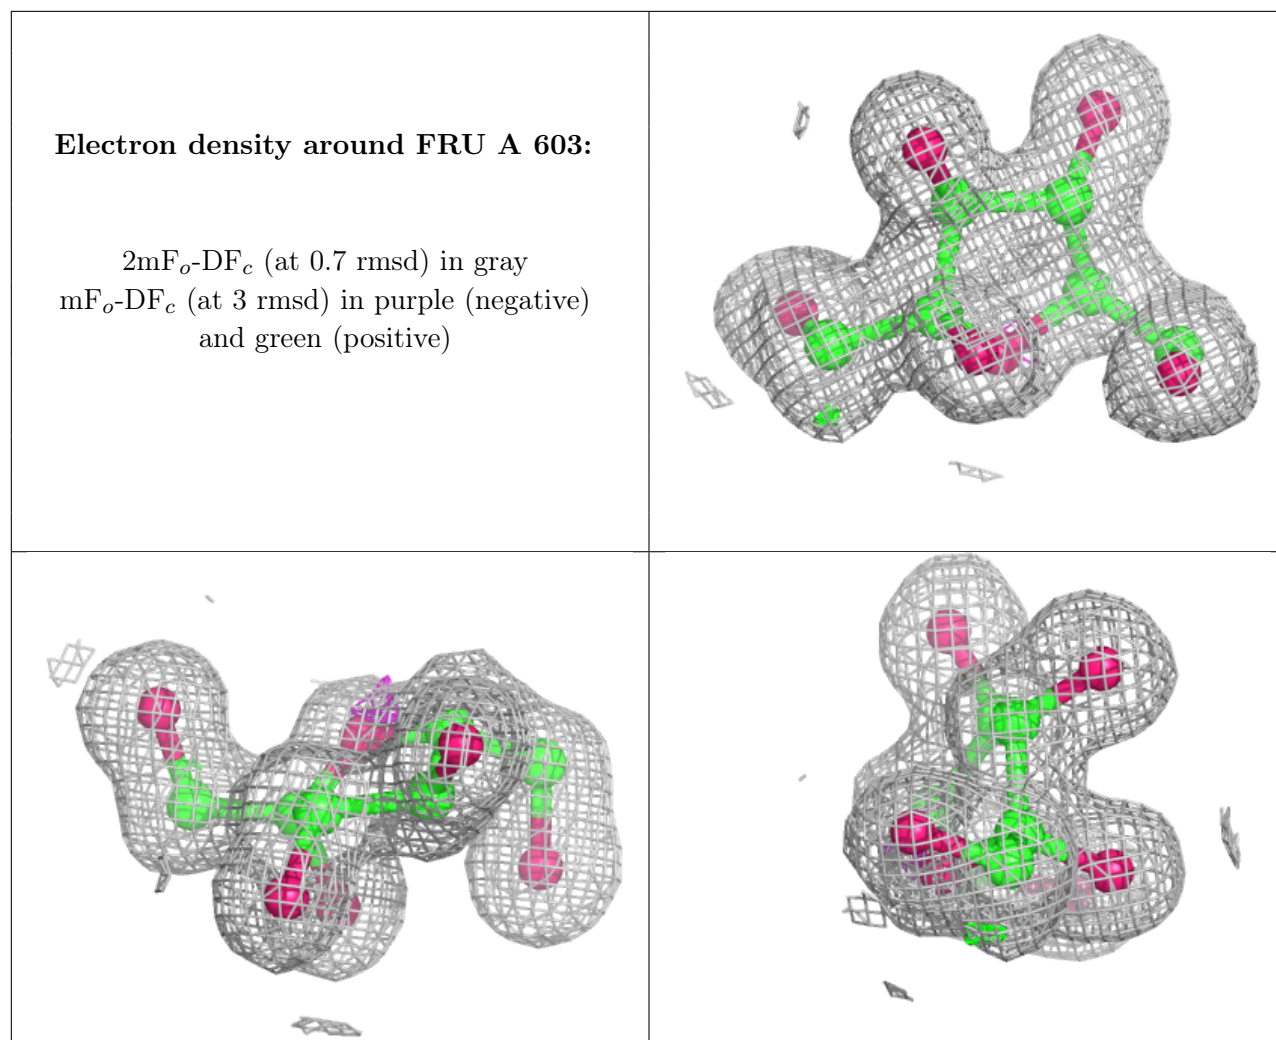 Electron density around FRU A 603:
2mFo-DFc (at 0.7 rmsd) in gray
mFo-DFc (at 3 rmsd) in purple (negative)
and green (positive)